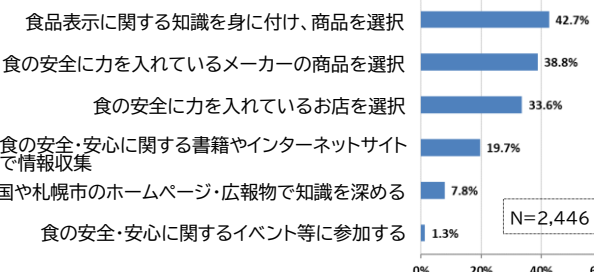 食品表示に関する知識を身に付け、商品を選択
42.7%
食の安全に力を入れているメーカーの商品を選択
38.8%
食の安全に力を入れているお店を選択
33.6%
食の安全・安心に関する書籍やインターネットサイト
で情報収集
19.7%
国や札幌市のホームページ・広報物で知識を深める
7.8%
食の安全・安心に関するイベント等に参加する
1.3%
N=2,446
0% 20% 40%